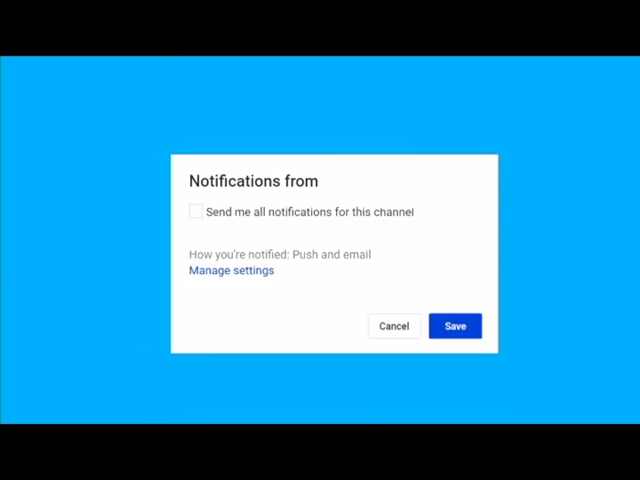 Notifications from
Send me all notifications for this channel
How you're notified: Push and email
Manage settings
Cancel Save